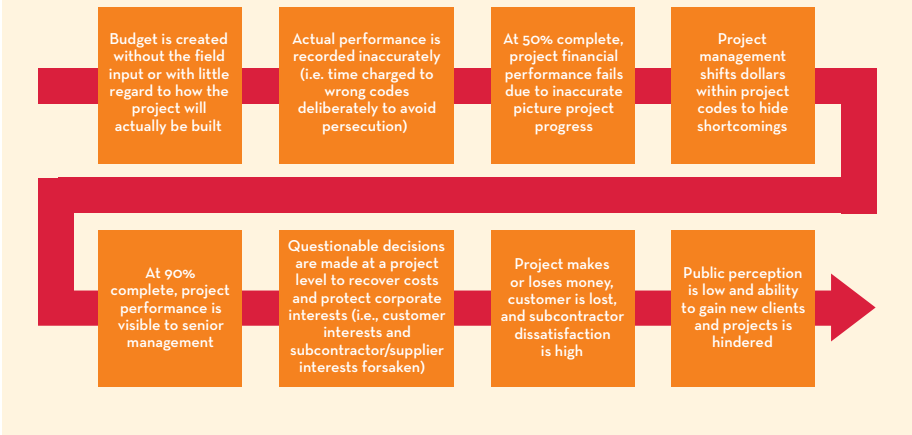 Budget is created
without the field
input or with little
regard to how the
project will
actually be built
Actual performance is
recorded inaccurately
(i.e. time charged to
wrong codes
deliberately to avoid
persecution)
At 50% complete,
project financial
performance fails
due to inaccurate
picture project
progress
Project
management
shifts dollars
within project
codes to hide
shortcomings
At 90%
complete, project
performance is
visible to senior
management
Questionable decisions
are made at a project
level to recover costs
and protect corporate
interests (i.e., customer
interests and
subcontractor/supplier
interests forsaken)
Project makes
or loses money,
customer is lost,
and subcontractor
dissatisfaction
is high
Public perception
is low and ability
to gain new clients
and projects is
hindered